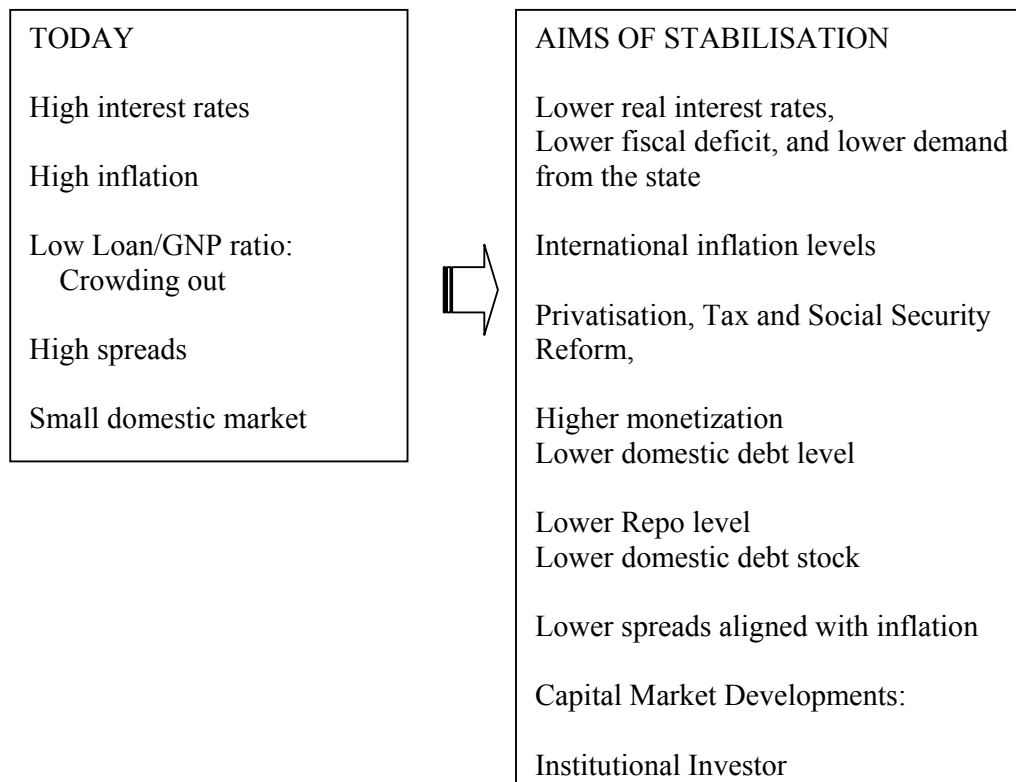 TODAY
High interest rates
High inflation
Low Loan/GNP ratio:
Crowding out
High spreads
Small domestic market
AIMS OF STABILISATION
Lower real interest rates,
Lower fiscal deficit, and lower demand
from the state
International inflation levels
Privatisation, Tax and Social Security
Reform,
Higher monetization
Lower domestic debt level
Lower Repo level
Lower domestic debt stock
Lower spreads aligned with inflation
Capital Market Developments:
Institutional Investor